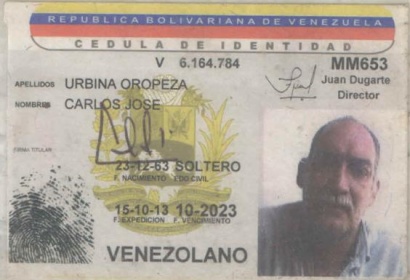 REPUBLICA BOLIVARIANA DE VENEZUELA
CEDULA DE IDENTIDAD
V 6.164.784 MM653
APELLIDOS URBINA OROPEZA Juan Dugarte
NOMBRES CARLOS JOSE Director
FIRMA TITULAR
23-12-63 SOLTERO
F. NACIMIENTO EDO CIVIL
15-10-13 10-2023
F. EXPEDICION F. VENCIMIENTO
VENEZOLANO